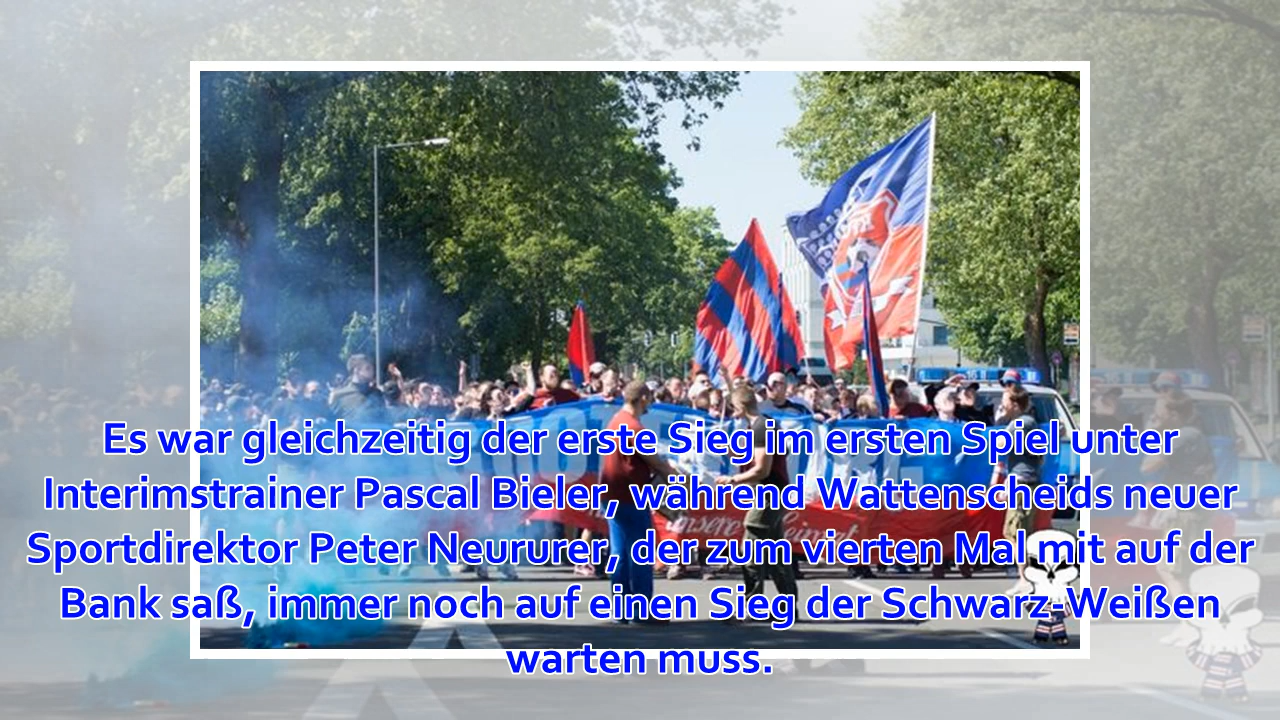 Es war gleichzeitig der erste Sieg im ersten Spiel unter
Interimstrainer Pascal Bieler, während Wattenscheids neuer
Sportdirektor Peter Neururer, der zum vierten Mal mit auf der
Bank saß, immer noch auf einen Sieg der Schwarz-Weißen
warten muss.
unsere Heimat